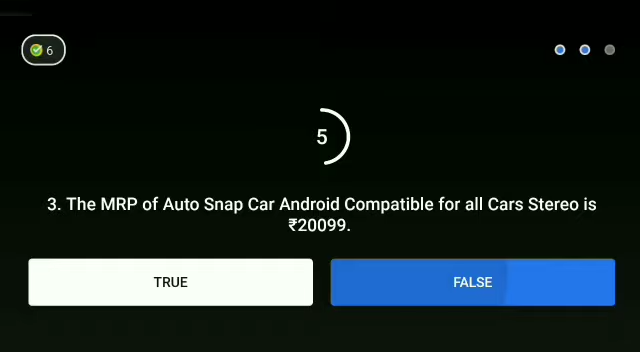 6
5
3. The MRP of Auto Snap Car Android Compatible for all Cars Stereo is
₹20099.
TRUE
FALSE